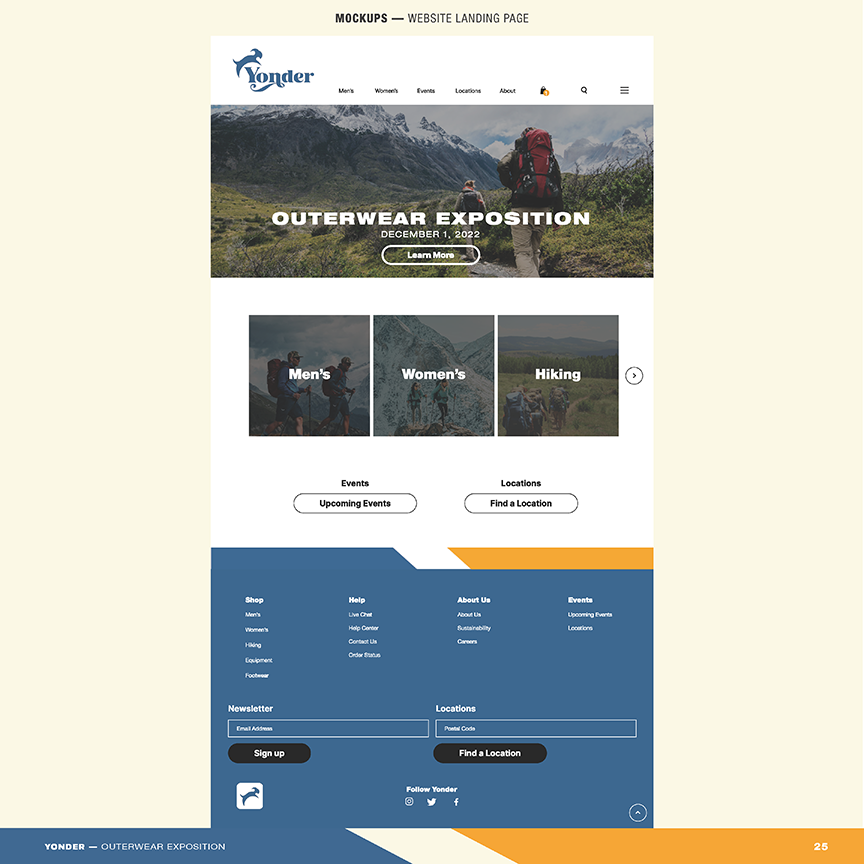 MOCKUPS — WEBSITE LANDING PAGE
Yonder
Men's Women's Events Locations About
OUTERWEAR EXPOSITION
DECEMBER 1, 2022
Learn More
Men's Women's Hiking
Events Locations
Upcoming Events Find a Location
Shop Help About Us Events
Men's Live Chat About Us Upcoming Events
Women's Help Center Sustainability Locations
Hiking Contact Us Careers
Equipment Order Status
Footwear
Newsletter Locations
Email Address Postal Code
Sign up Find a Location
Follow Yonder
YONDER — OUTERWEAR EXPOSITION 25